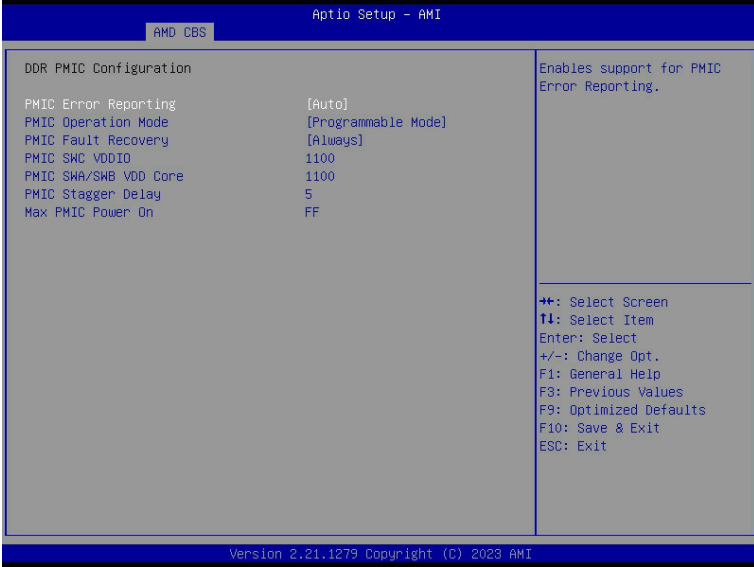 Aptio Setup – AMI
AMD CBS
DDR PMIC Configuration
PMIC Error Reporting [Auto]
PMIC Operation Mode [Programmable Mode]
PMIC Fault Recovery [Always]
PMIC SWC VDDIO 1100
PMIC SWA/SWB VDD Core 1100
PMIC Stagger Delay 5
Max PMIC Power On FF
Enables support for PMIC
Error Reporting.
→←: Select Screen
↑↓: Select Item
Enter: Select
+/-: Change Opt.
F1: General Help
F3: Previous Values
F9: Optimized Defaults
F10: Save & Exit
ESC: Exit
Version 2.21.1279 Copyright (C) 2023 AMI